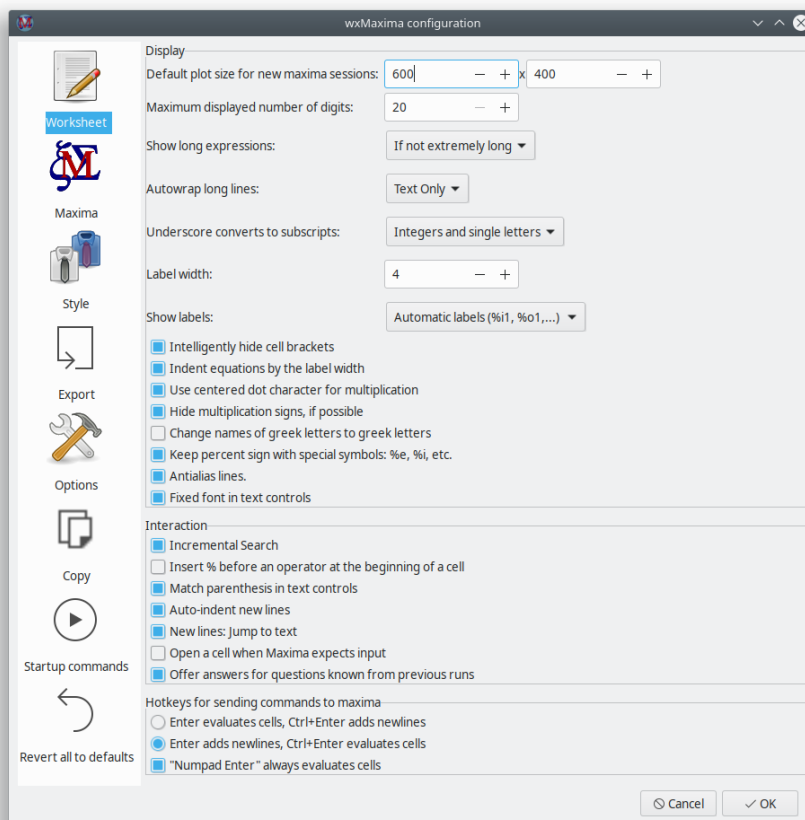 wxMaxima configuration
Worksheet
Maxima
Style
Export
Options
Copy
Startup commands
Revert all to defaults
Display
Default plot size for new maxima sessions: 600 x 400
Maximum displayed number of digits: 20
Show long expressions: If not extremely long
Autowrap long lines: Text Only
Underscore converts to subscripts: Integers and single letters
Label width: 4
Show labels: Automatic labels (%i1, %o1,...)
Intelligently hide cell brackets
Indent equations by the label width
Use centered dot character for multiplication
Hide multiplication signs, if possible
Change names of greek letters to greek letters
Keep percent sign with special symbols: %e, %i, etc.
Antialias lines.
Fixed font in text controls
Interaction
Incremental Search
Insert % before an operator at the beginning of a cell
Match parenthesis in text controls
Auto-indent new lines
New lines: Jump to text
Open a cell when Maxima expects input
Offer answers for questions known from previous runs
Hotkeys for sending commands to maxima
Enter evaluates cells, Ctrl+Enter adds newlines
Enter adds newlines, Ctrl+Enter evaluates cells
"Numpad Enter" always evaluates cells
Cancel
OK